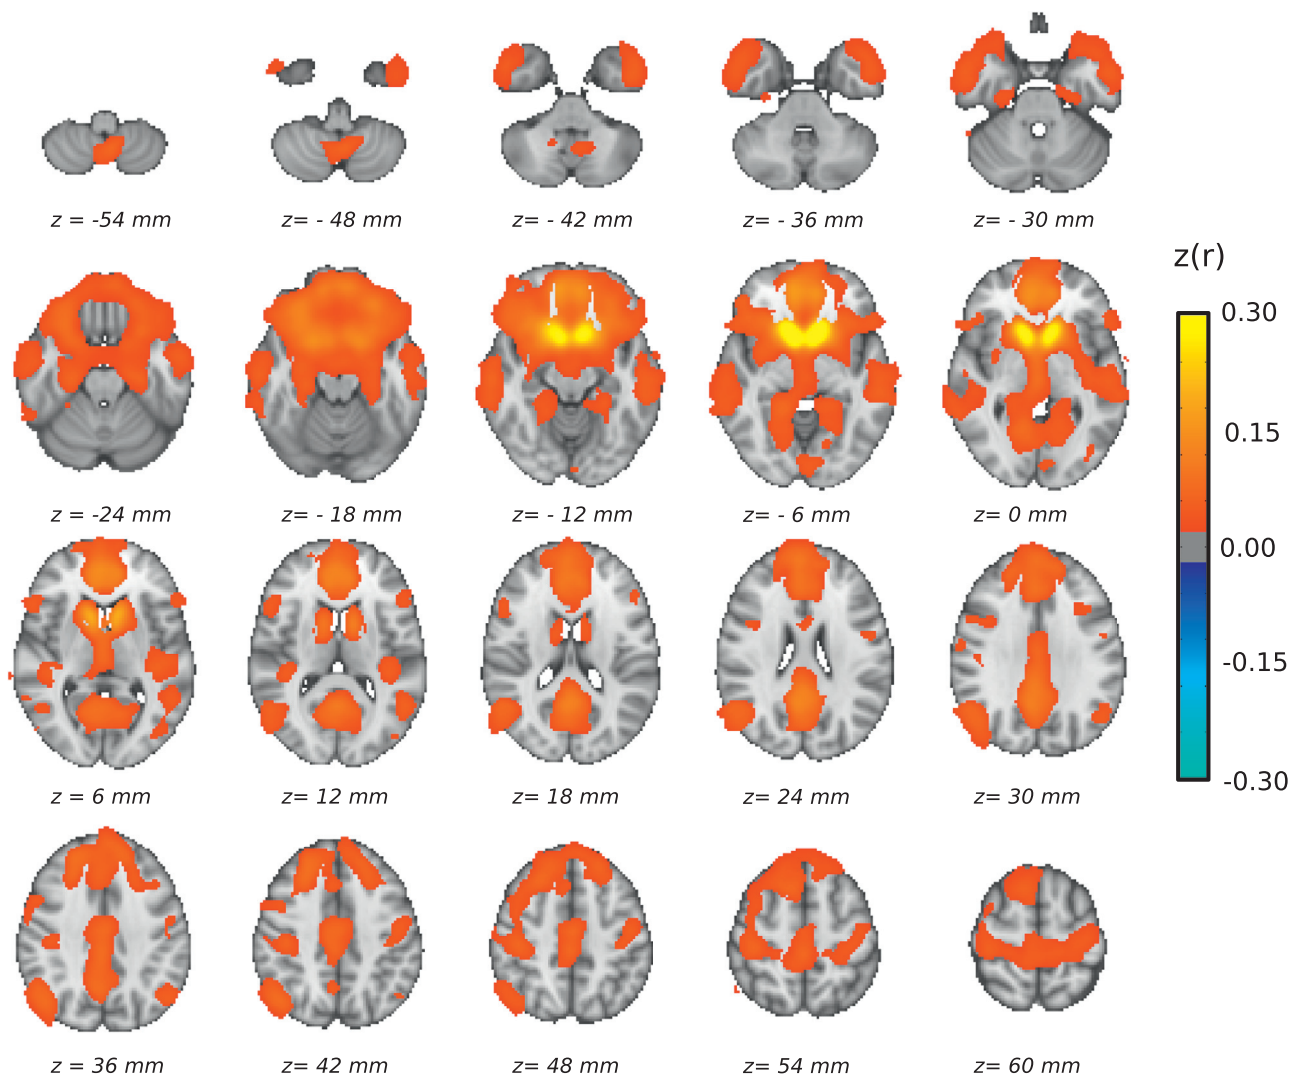 z = -54 mm
z= - 48 mm
z= - 42 mm
z= - 36 mm
z= - 30 mm
z(r)
0.30
0.15
0.00
-0.15
-0.30
z = -24 mm
z= - 18 mm
z= - 12 mm
z= - 6 mm
z= 0 mm
z = 6 mm
z= 12 mm
z= 18 mm
z= 24 mm
z= 30 mm
z = 36 mm
z= 42 mm
z= 48 mm
z= 54 mm
z= 60 mm